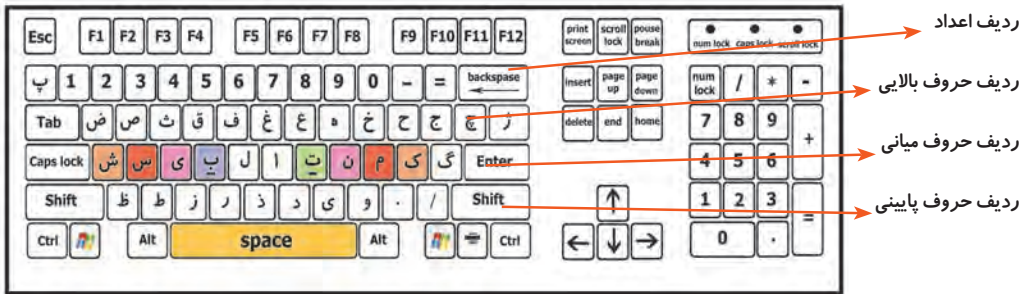 ردیف اعداد
Esc F1 F2 F3 F4 F5 F6 F7 F8 F9 F10 F11 F12 print screen scroll lock pouse break num lock caps lock scroll lock
پ 1 2 3 4 5 6 7 8 9 0 - = backspase insert page up page down num lock / * -
ردیف حروف بالایی
Tab ض ص ث ق ف غ ع ه خ ح ج چ ژ delete end home 7 8 9 +
ردیف حروف میانی
Caps lock ش س ی ب ل ا ت ن م ک گ Enter 4 5 6
ردیف حروف پایینی
Shift ظ ط ز ر ذ د ی و . / Shift ↑ 1 2 3 =
Ctrl Alt space Alt Ctrl ← ↓ → 0 .